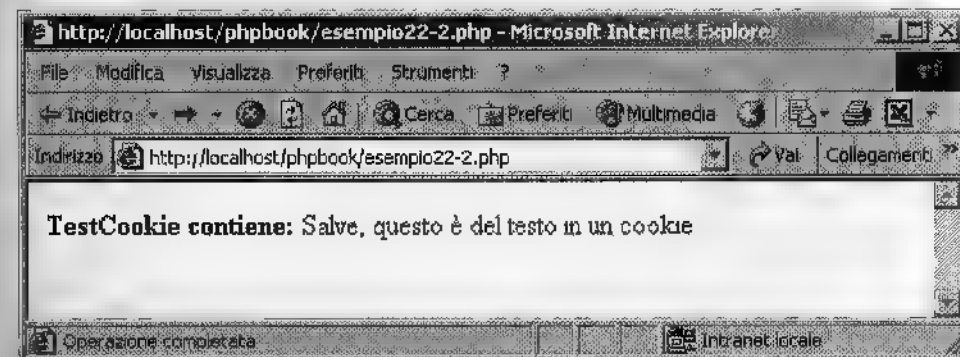 http://localhost/phpbook/esempio22-2.php - Microsoft Internet Explorer
File Modifica Visualizza Preferiti Strumenti ?
Indietro Cerca Preferiti Multimedia
Indirizzo http://localhost/phpbook/esempio22-2.php Vai Collegamenti »
TestCookie contiene: Salve, questo è del testo in un cookie
Operazione completata Intranet locale